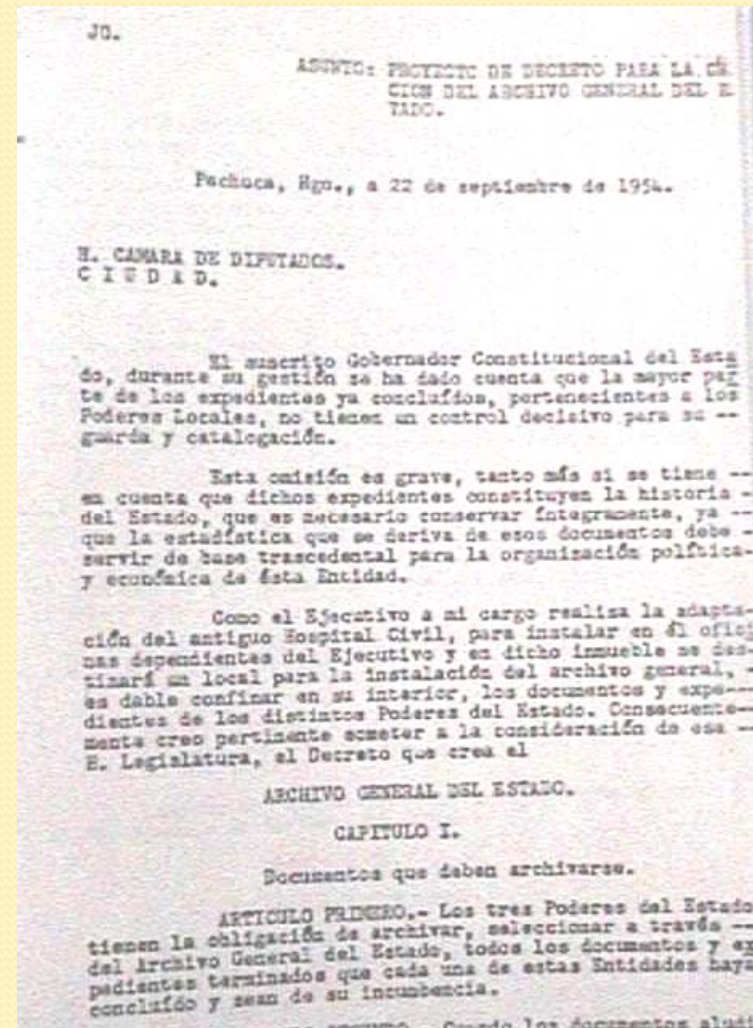 JG.
ASUNTO: PROYECTO DE DECRETO PARA LA CR
CION DEL ARCHIVO GENERAL DEL E
TADO.
Pachuca, Hgo., a 22 de septiembre de 1954.
H. CAMARA DE DIPUTADOS.
C I U D A D.
El suscrito Gobernador Constitucional del Esta
do, durante su gestión se ha dado cuenta que la mayor par
te de los expedientes ya concluídos, pertenecientes a los
Poderes Locales, no tienen un control decisivo para su --
guarda y catalogación.
Esta omisión es grave, tanto más si se tiene --
en cuenta que dichos expedientes constituyen la historia -
del Estado, que es necesario conservar íntegramente, ya --
que la estadística que se deriva de esos documentos debe -
servir de base trascedental para la organización política-
y económica de ésta Entidad.
Como el Ejecutivo a mi cargo realiza la adapta-
ción del antiguo Hospital Civil, para instalar en él ofici
nas dependientes del Ejecutivo y en dicho inmueble se des-
tinará un local para la instalación del archivo general, -
es dable confinar en su interior, los documentos y expe--
dientes de los distintos Poderes del Estado. Consecuente--
mente creo pertinente someter a la consideración de esa --
H. Legislatura, el Decreto que crea el
ARCHIVO GENERAL DEL ESTADO.
CAPITULO I.
Documentos que deben archivarse.
ARTICULO PRIMERO.- Los tres Poderes del Estado
tienen la obligación de archivar, seleccionar a través --
del Archivo General del Estado, todos los documentos y ex
pedientes terminados que cada una de estas Entidades haya
concluído y sean de su incumbencia.
Cuando los documentos aludi